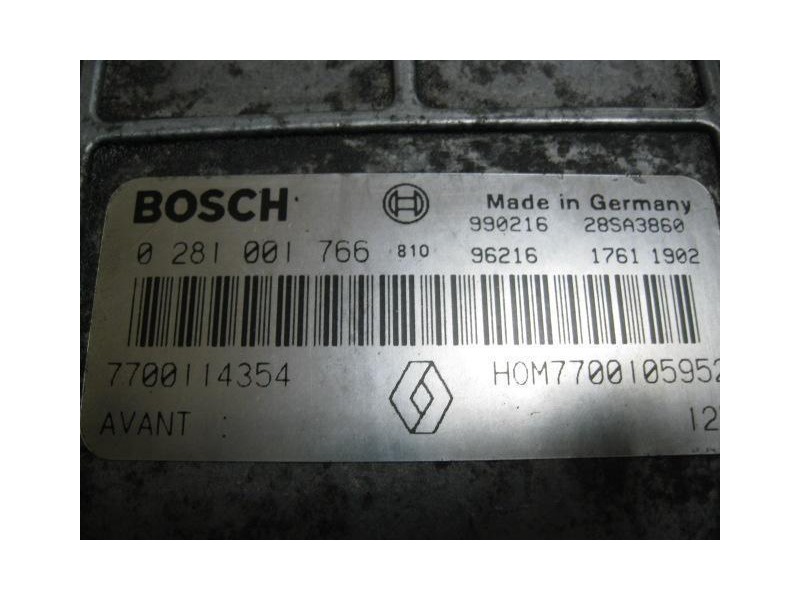 BOSCH Made in Germany
990216 28SA3860
0 281 001 766 810 96216 1761 1902
7700114354 HOM7700105952
AVANT : 12